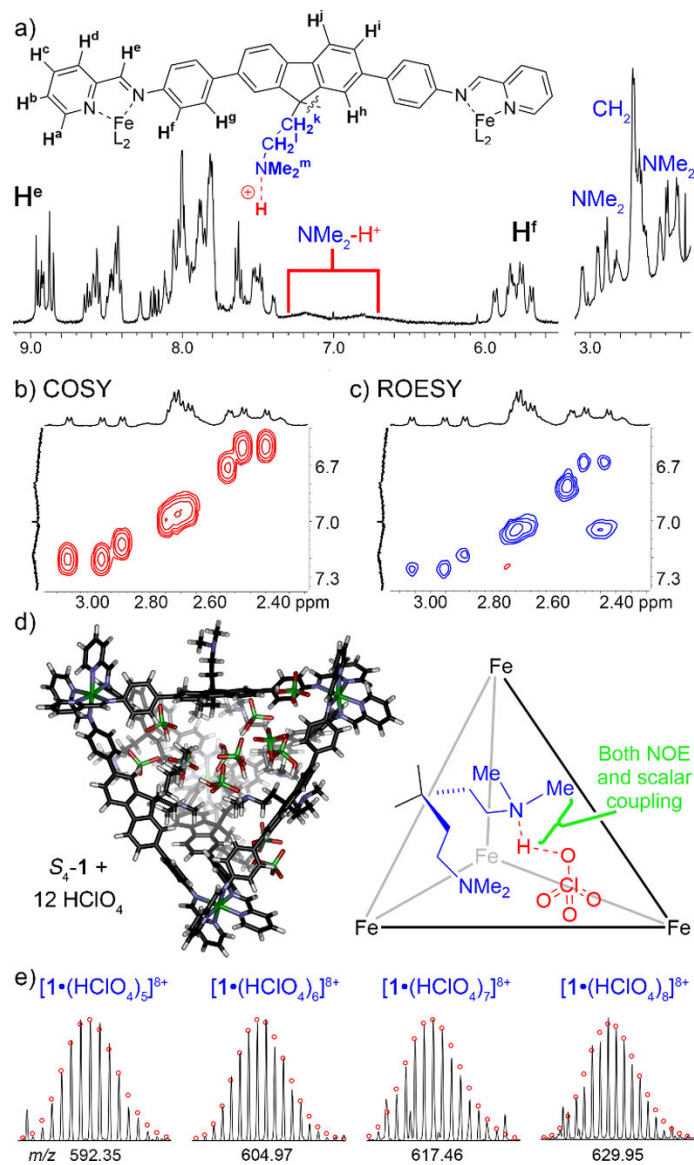 a)
Hʲ
Hⁱ
Hᵈ
Hᵉ
Hᶜ
Hᵇ
Hᵃ
N
N
Fe
L₂
Hᶠ
Hᵍ
Hʰ
N
N
Fe
L₂
CH₂ᵏ
CH₂ˡ
NMe₂ᵐ
⊕
H
Hᵉ
NMe₂-H⁺
Hᶠ
CH₂
NMe₂
NMe₂
9.0 8.0 7.0 6.0 3.0
b) COSY
6.7
7.0
7.3
3.00 2.80 2.60 2.40 ppm
c) ROESY
6.7
7.0
7.3
3.00 2.80 2.60 2.40 ppm
d)
S₄-1 +
12 HClO₄
Fe
Me
Me
N
H
O
Cl
O
O
O
NMe₂
Fe
Fe
Fe
Both NOE
and scalar
coupling
e)
[1•(HClO₄)₅]⁸⁺ [1•(HClO₄)₆]⁸⁺ [1•(HClO₄)₇]⁸⁺ [1•(HClO₄)₈]⁸⁺
m/z 592.35 604.97 617.46 629.95